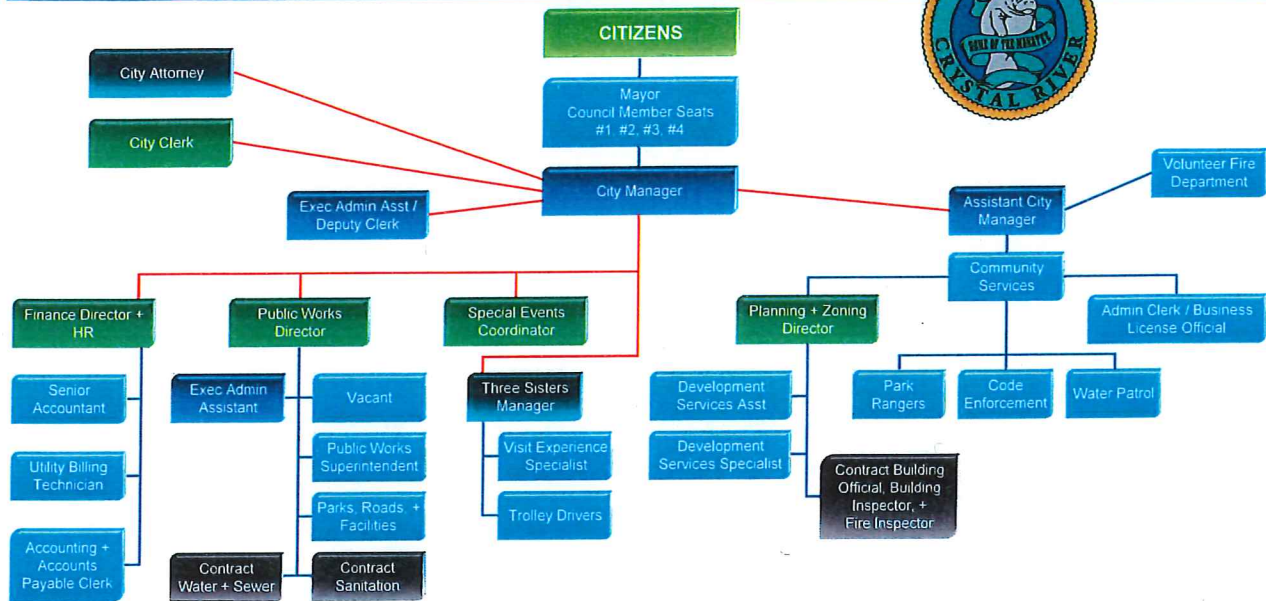 CITIZENS
HOME OF THE MANATEE
CRYSTAL RIVER
City Attorney
Mayor
Council Member Seats
#1, #2, #3, #4
City Clerk
City Manager
Volunteer Fire
Department
Exec Admin Asst /
Deputy Clerk
Assistant City
Manager
Community
Services
Finance Director +
HR
Public Works
Director
Special Events
Coordinator
Planning + Zoning
Director
Admin Clerk / Business
License Official
Senior
Accountant
Exec Admin
Assistant
Vacant
Three Sisters
Manager
Development
Services Asst
Park
Rangers
Code
Enforcement
Water Patrol
Utility Billing
Technician
Public Works
Superintendent
Visit Experience
Specialist
Development
Services Specialist
Contract Building
Official, Building
Inspector, +
Fire Inspector
Parks, Roads, +
Facilities
Trolley Drivers
Accounting +
Accounts
Payable Clerk
Contract
Water + Sewer
Contract
Sanitation